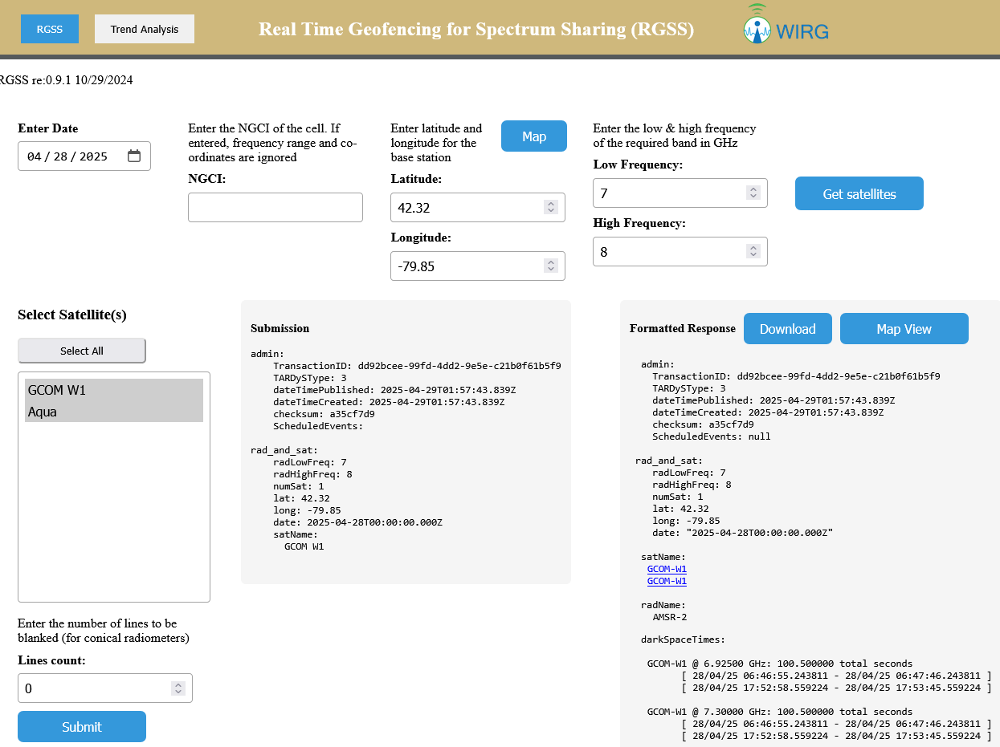 RGSS
Trend Analysis
Real Time Geofencing for Spectrum Sharing (RGSS)
WIRG
RGSS re:0.9.1 10/29/2024
Enter Date
04 / 28 / 2025
Enter the NGCI of the cell. If
entered, frequency range and co-
ordinates are ignored
NGCI:
Enter latitude and
longitude for the
base station
Map
Latitude:
42.32
Longitude:
-79.85
Enter the low & high frequency
of the required band in GHz
Low Frequency:
7
High Frequency:
8
Get satellites
Select Satellite(s)
Select All
GCOM W1
Aqua
Enter the number of lines to be
blanked (for conical radiometers)
Lines count:
0
Submit
Submission
admin:
TransactionID: dd92bcee-99fd-4dd2-9e5e-c21b0f61b5f9
TARDySType: 3
dateTimePublished: 2025-04-29T01:57:43.839Z
dateTimeCreated: 2025-04-29T01:57:43.839Z
checksum: a35cf7d9
ScheduledEvents:
rad_and_sat:
radLowFreq: 7
radHighFreq: 8
numSat: 1
lat: 42.32
long: -79.85
date: 2025-04-28T00:00:00.000Z
satName:
GCOM W1
Formatted Response
Download
Map View
admin:
TransactionID: dd92bcee-99fd-4dd2-9e5e-c21b0f61b5f9
TARDySType: 3
dateTimePublished: 2025-04-29T01:57:43.839Z
dateTimeCreated: 2025-04-29T01:57:43.839Z
checksum: a35cf7d9
ScheduledEvents: null
rad_and_sat:
radLowFreq: 7
radHighFreq: 8
numSat: 1
lat: 42.32
long: -79.85
date: "2025-04-28T00:00:00.000Z"
satName:
GCOM-W1
GCOM-W1
radName:
AMSR-2
darkSpaceTimes:
GCOM-W1 @ 6.92500 GHz: 100.500000 total seconds
[ 28/04/25 06:46:55.243811 - 28/04/25 06:47:46.243811 ]
[ 28/04/25 17:52:58.559224 - 28/04/25 17:53:45.559224 ]
GCOM-W1 @ 7.30000 GHz: 100.500000 total seconds
[ 28/04/25 06:46:55.243811 - 28/04/25 06:47:46.243811 ]
[ 28/04/25 17:52:58.559224 - 28/04/25 17:53:45.559224 ]